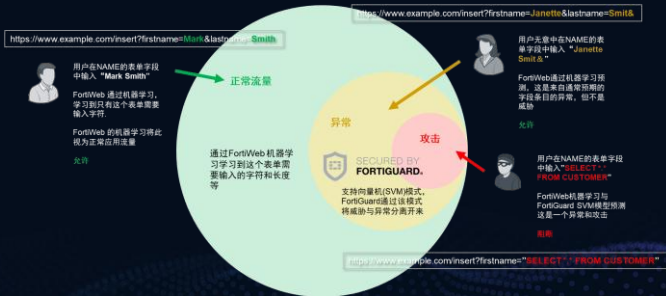 https://www.example.com/insert?firstname=Janette&lastname=Smit&
https://www.example.com/insert?firstname=Mark&lastname=Smith
用户在NAME的表单字段
中输入"Mark Smith"
FortiWeb 通过机器学习,
学习到只有这个表单需要
输入字符.
FortiWeb 的机器学习将此
视为正常应用流量
允许
正常流量
通过FortiWeb 机器学
习学习到这个表单需
要输入的字符和长度
等
异常
攻击
SECURED BY
FORTIGUARD®
支持向量机(SVM)模式,
FortiGuard通过该模式
将威胁与异常分离开来
用户无意中在NAME的表
单字段中输入 "Janette
Smit &"
FortiWeb通过机器学习预
测,这是来自通常预期的
字段条目的异常,但不是
威胁
允许
用户在NAME的表单字段
中输入"SELECT *.*
FROM CUSTOMER"
FortiWeb机器学习与
FortiGuard SVM模型预测
这是一个异常和攻击
阻断
https://www.example.com/insert?firstname="SELECT *.* FROM CUSTOMER"